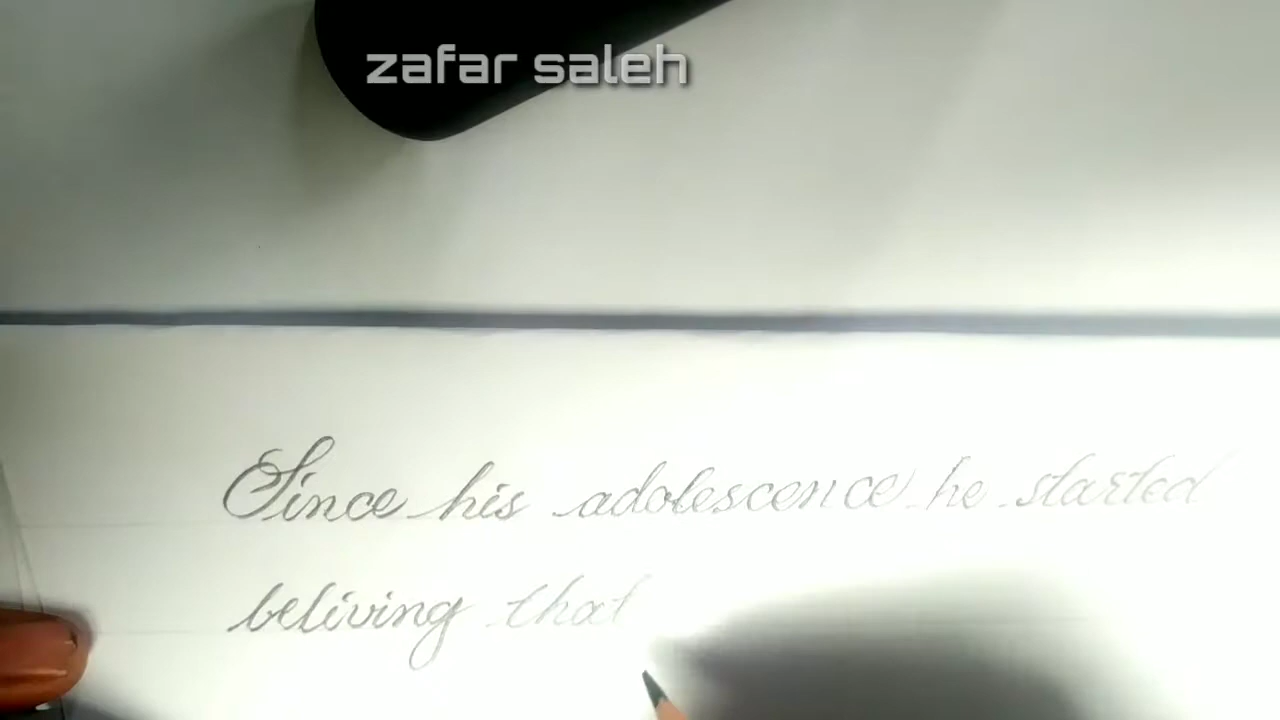 zafar saleh
Since his adolescence he started
beliving that